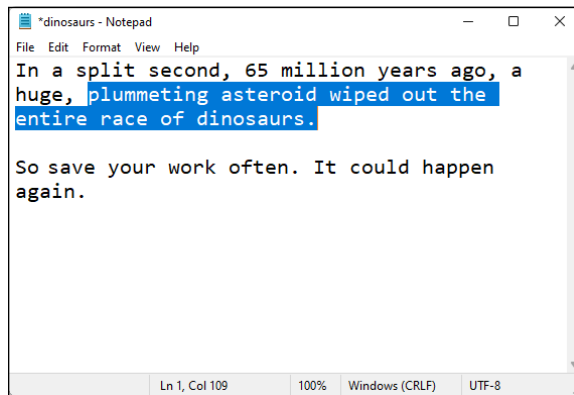 *dinosaurs - Notepad
File Edit Format View Help
In a split second, 65 million years ago, a
huge, plummeting asteroid wiped out the
entire race of dinosaurs.
So save your work often. It could happen
again.
Ln 1, Col 109 100% Windows (CRLF) UTF-8